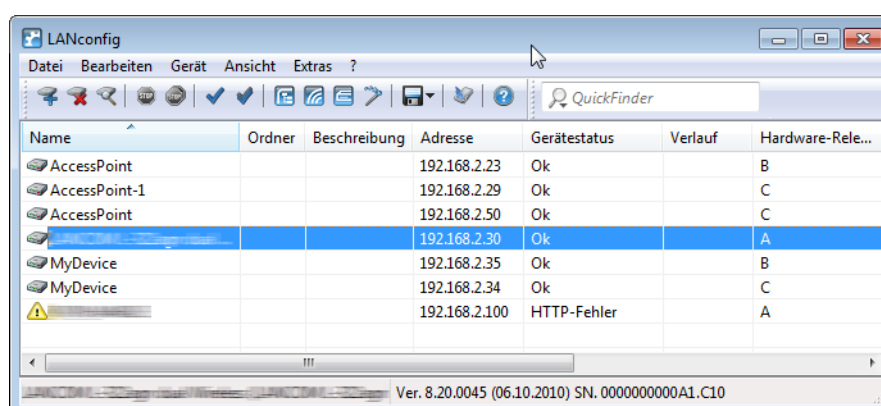 LANconfig
Datei Bearbeiten Gerät Ansicht Extras ?
QuickFinder
Name Ordner Beschreibung Adresse Gerätestatus Verlauf Hardware-Rele...
AccessPoint 192.168.2.23 Ok B
AccessPoint-1 192.168.2.29 Ok C
AccessPoint 192.168.2.50 Ok C
192.168.2.30 Ok A
MyDevice 192.168.2.35 Ok B
MyDevice 192.168.2.34 Ok C
192.168.2.100 HTTP-Fehler A
Ver. 8.20.0045 (06.10.2010) SN. 0000000000A1.C10